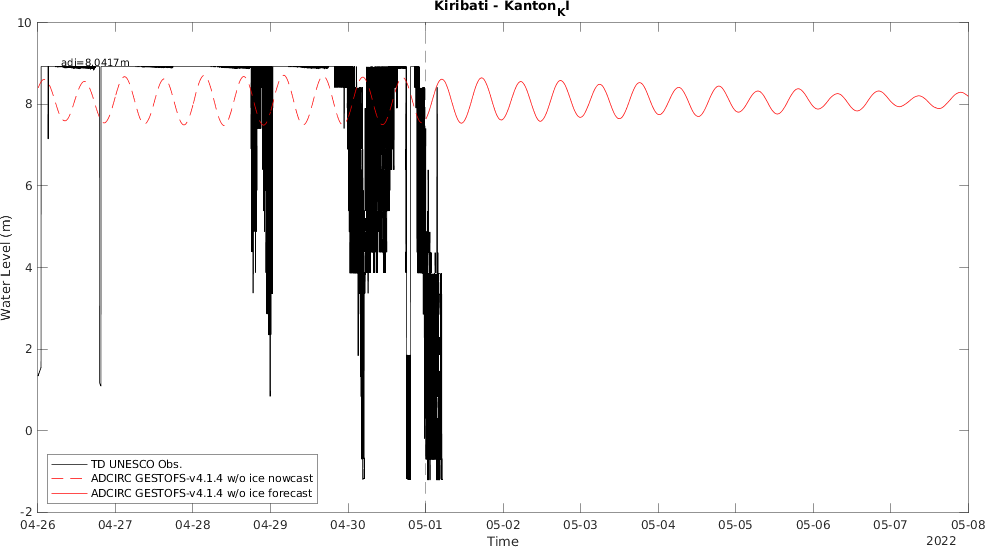 Kiribati - Kanton_KI
10
8
6
4
2
0
-2
Water Level (m)
adj=8.0417m
TD UNESCO Obs.
ADCIRC GESTOFS-v4.1.4 w/o ice nowcast
ADCIRC GESTOFS-v4.1.4 w/o ice forecast
04-26 04-27 04-28 04-29 04-30 05-01 05-02 05-03 05-04 05-05 05-06 05-07 05-08
Time
2022